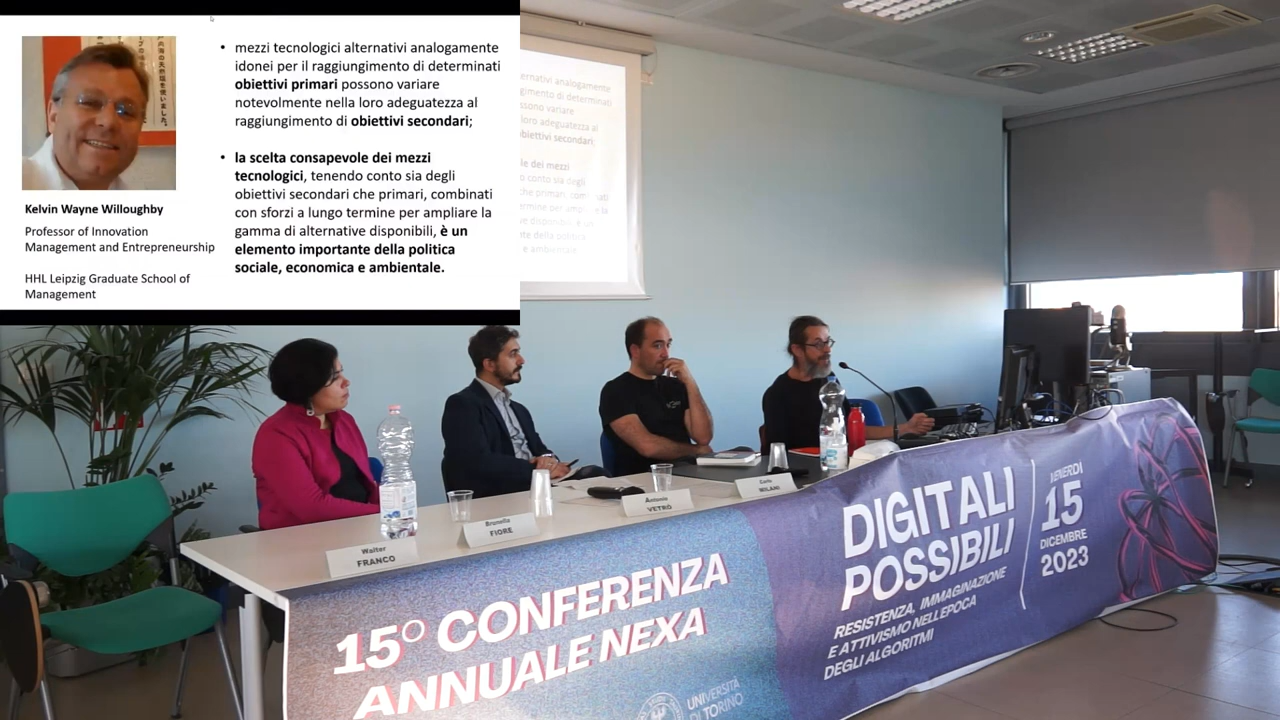 • mezzi tecnologici alternativi analogamente
idonei per il raggiungimento di determinati
obiettivi primari possono variare
notevolmente nella loro adeguatezza al
raggiungimento di obiettivi secondari;
• la scelta consapevole dei mezzi
tecnologici, tenendo conto sia degli
obiettivi secondari che primari, combinati
con sforzi a lungo termine per ampliare la
gamma di alternative disponibili, è un
elemento importante della politica
sociale, economica e ambientale.
Kelvin Wayne Willoughby
Professor of Innovation
Management and Entrepreneurship
HHL Leipzig Graduate School of
Management
Walter
FRANCO
Brunella
FIORE
Antonio
VETRÒ
Carlo
MILANI
15° CONFERENZA
ANNUALE NEXA
UNIVERSITÀ
DI TORINO
DIGITALI
POSSIBILI
RESISTENZA, IMMAGINAZIONE
E ATTIVISMO NELL'EPOCA
DEGLI ALGORITMI
VENERDÌ
15
DICEMBRE
2023